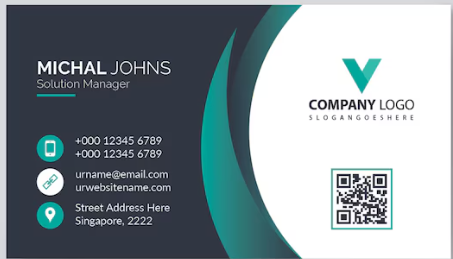 MICHAL JOHNS
Solution Manager
+000 12345 6789
+000 12345 6789
urname@email.com
urwebsitename.com
Street Address Here
Singapore, 2222
COMPANY LOGO
SLOGANGOESHERE